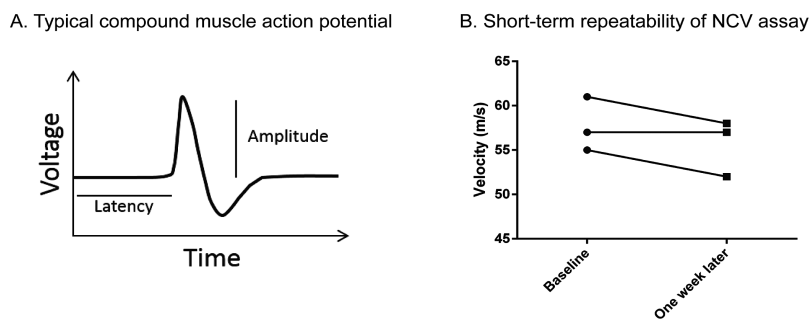 A. Typical compound muscle action potential
Voltage
Amplitude
Latency
Time
B. Short-term repeatability of NCV assay
Velocity (m/s)
65
60
55
50
45
Baseline
One week later